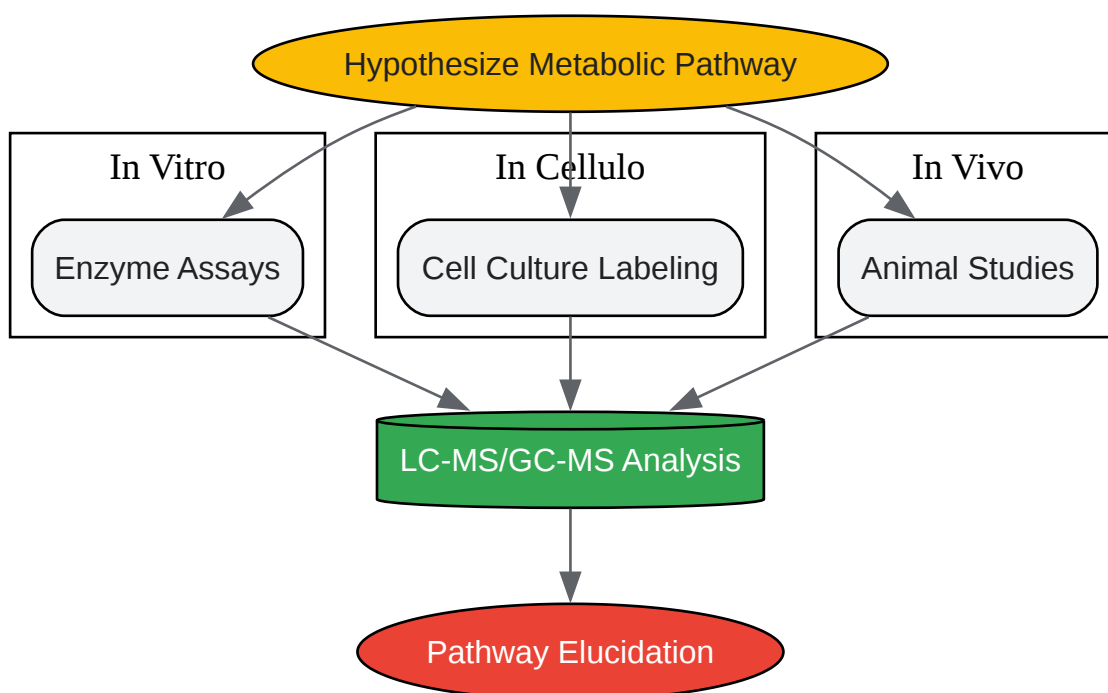 Hypothesize Metabolic Pathway
In Vitro
In Cellulo
In Vivo
Enzyme Assays
Cell Culture Labeling
Animal Studies
LC-MS/GC-MS Analysis
Pathway Elucidation